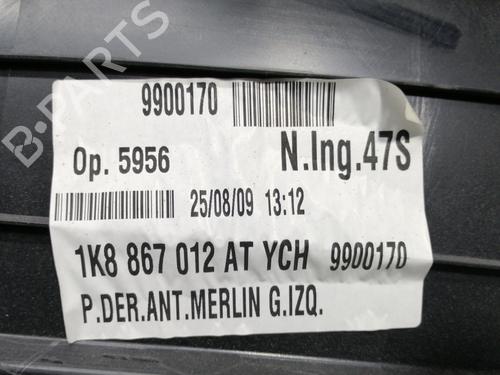 9900170
Op. 5956
N.Ing.47S
25/08/09 13:12
1K8 867 012 AT YCH 9900170
P.DER.ANT.MERLIN G.IZQ.
B-PARTS